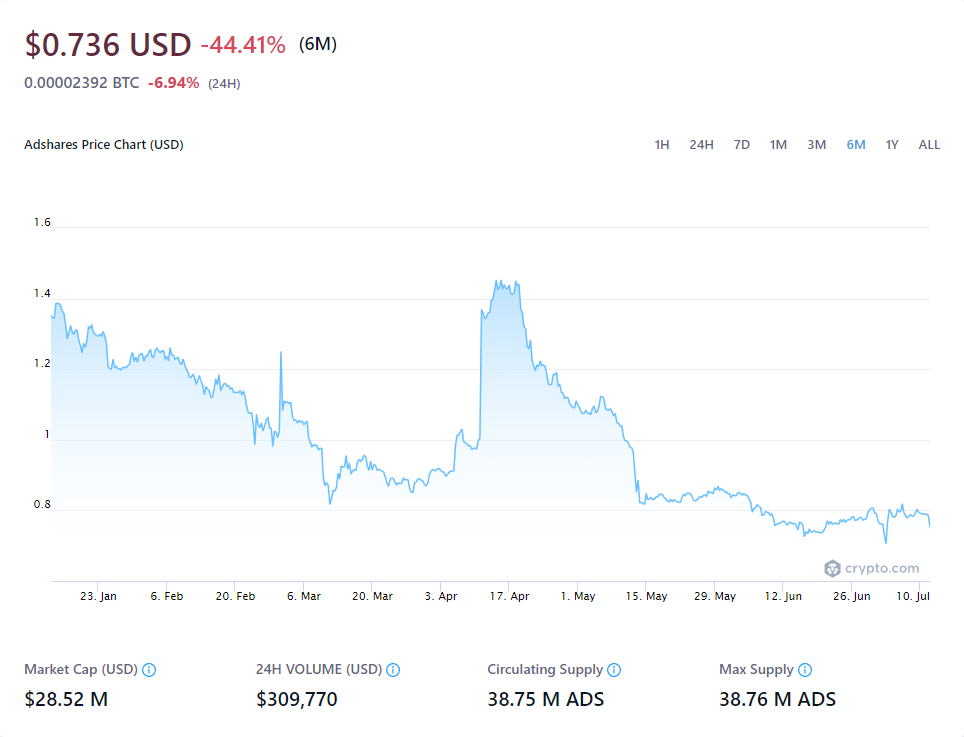 $0.736 USD -44.41% (6M)
0.00002392 BTC -6.94% (24H)
Adshares Price Chart (USD) 1H 24H 7D 1M 3M 6M 1Y ALL
1.6
1.4
1.2
1
0.8
crypto.com
23. Jan 6. Feb 20. Feb 6. Mar 20. Mar 3. Apr 17. Apr 1. May 15. May 29. May 12. Jun 26. Jun 10. Jul
Market Cap (USD) 24H VOLUME (USD) Circulating Supply Max Supply
$28.52 M $309,770 38.75 M ADS 38.76 M ADS